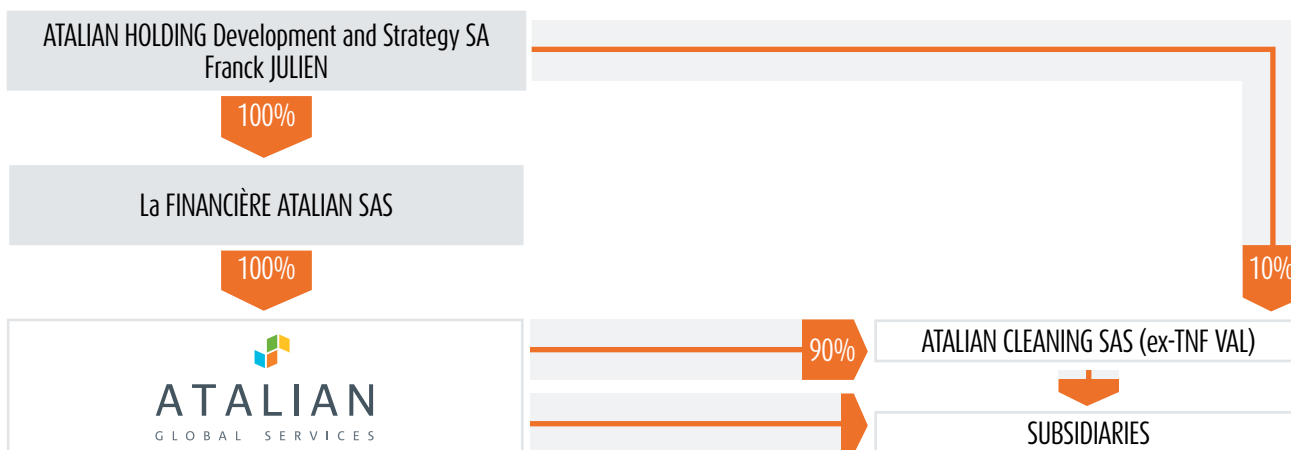 ATALIAN HOLDING Development and Strategy SA
Franck JULIEN
100%
La FINANCIÈRE ATALIAN SAS
100%
10%
ATALIAN
GLOBAL SERVICES
90%
ATALIAN CLEANING SAS (ex-TNF VAL)
SUBSIDIARIES